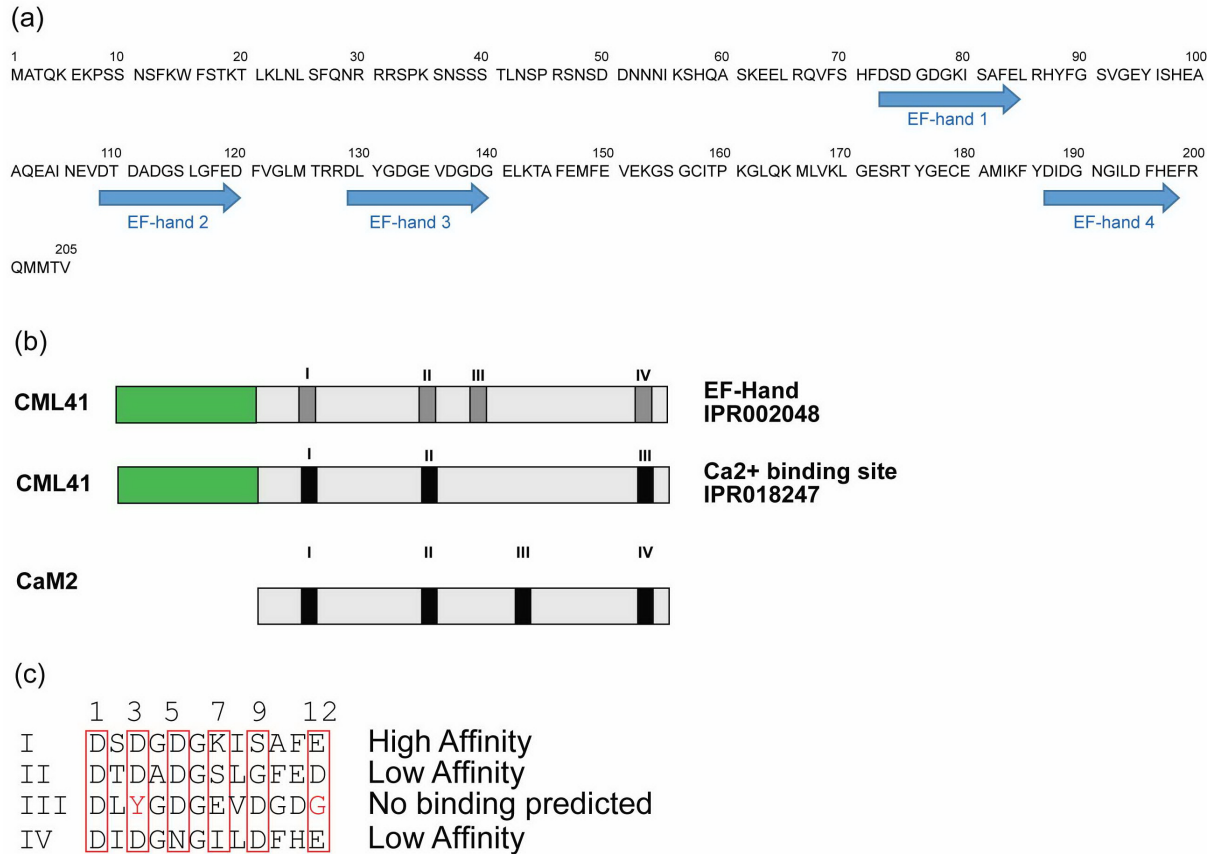 (a)
1 10 20 30 40 50 60 70 80 90 100
MATQK EKPSS NSFKW FSTKT LKLNL SFQNR RRSPK SNSSS TLNSP RSNSD DNNNI KSHQA SKEEL RQVFS HFDSD GDGKI SAFEL RHYFG SVGEY ISHEA
EF-hand 1
110 120 130 140 150 160 170 180 190 200
AQEAI NEVDT DADGS LGFED FVGLM TRRDL YGDGE VDGDG ELKTA FEMFE VEKGS GCITP KGLQK MLVKL GESRT YGECE AMIKF YDIDG NGILD FHEFR
EF-hand 2 EF-hand 3 EF-hand 4
205
QMMTV
(b)
I II III IV
CML41 EF-Hand
IPR002048
I II III
CML41 Ca2+ binding site
IPR018247
I II III IV
CaM2
(c)
1 3 5 7 9 12
I DSDGDGKISAFE High Affinity
II DTDADGSLGFED Low Affinity
III DLYGDGEVDGDG No binding predicted
IV DIDGNGILDFHE Low Affinity